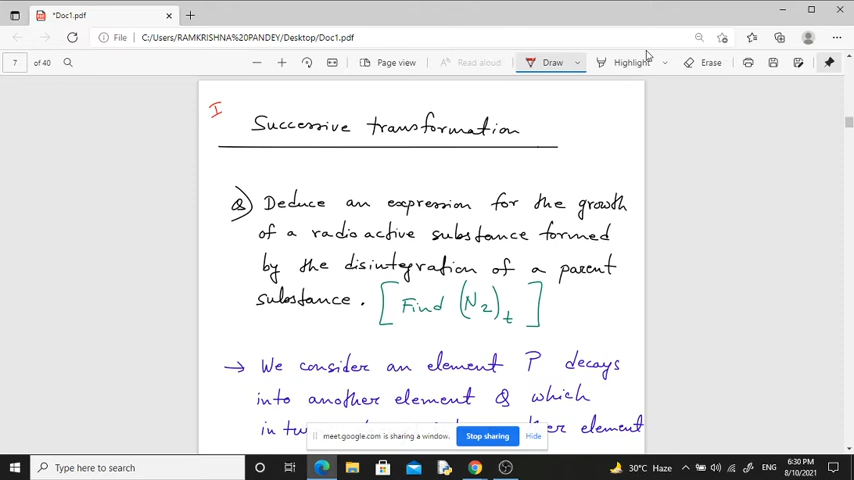 *Doc1.pdf
File
C:/Users/RAMKRISHNA%20PANDEY/Desktop/Doc1.pdf
7 of 40
Page view
Read aloud
Draw
Highlight
Erase
I
Successive transformation
Q) Deduce an expression for the growth
of a radioactive substance formed
by the disintegration of a parent
substance. [Find (N2)t]
→ We consider an element P decays
into another element Q which
in tu
her element
meet.google.com is sharing a window.
Stop sharing
Hide
Type here to search
30°C Haze
ENG
6:30 PM
8/10/2021